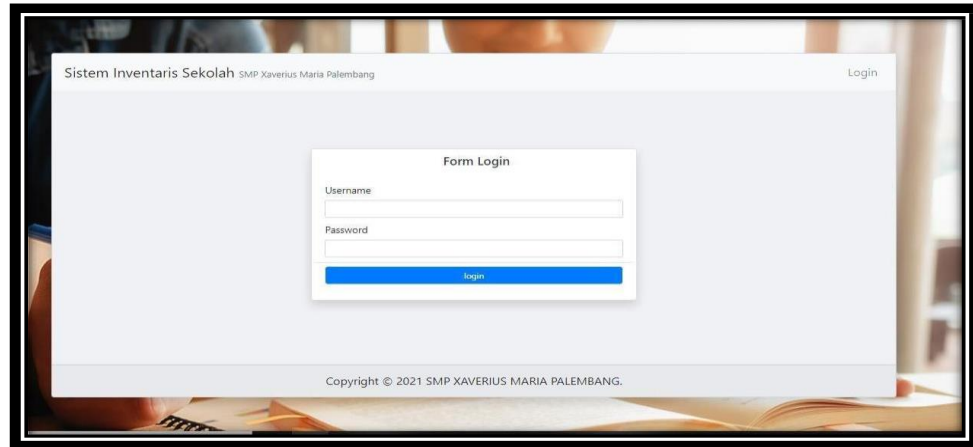 Sistem Inventaris Sekolah SMP Xaverius Maria Palembang
Login
Form Login
Username
Password
login
Copyright © 2021 SMP XAVERIUS MARIA PALEMBANG.